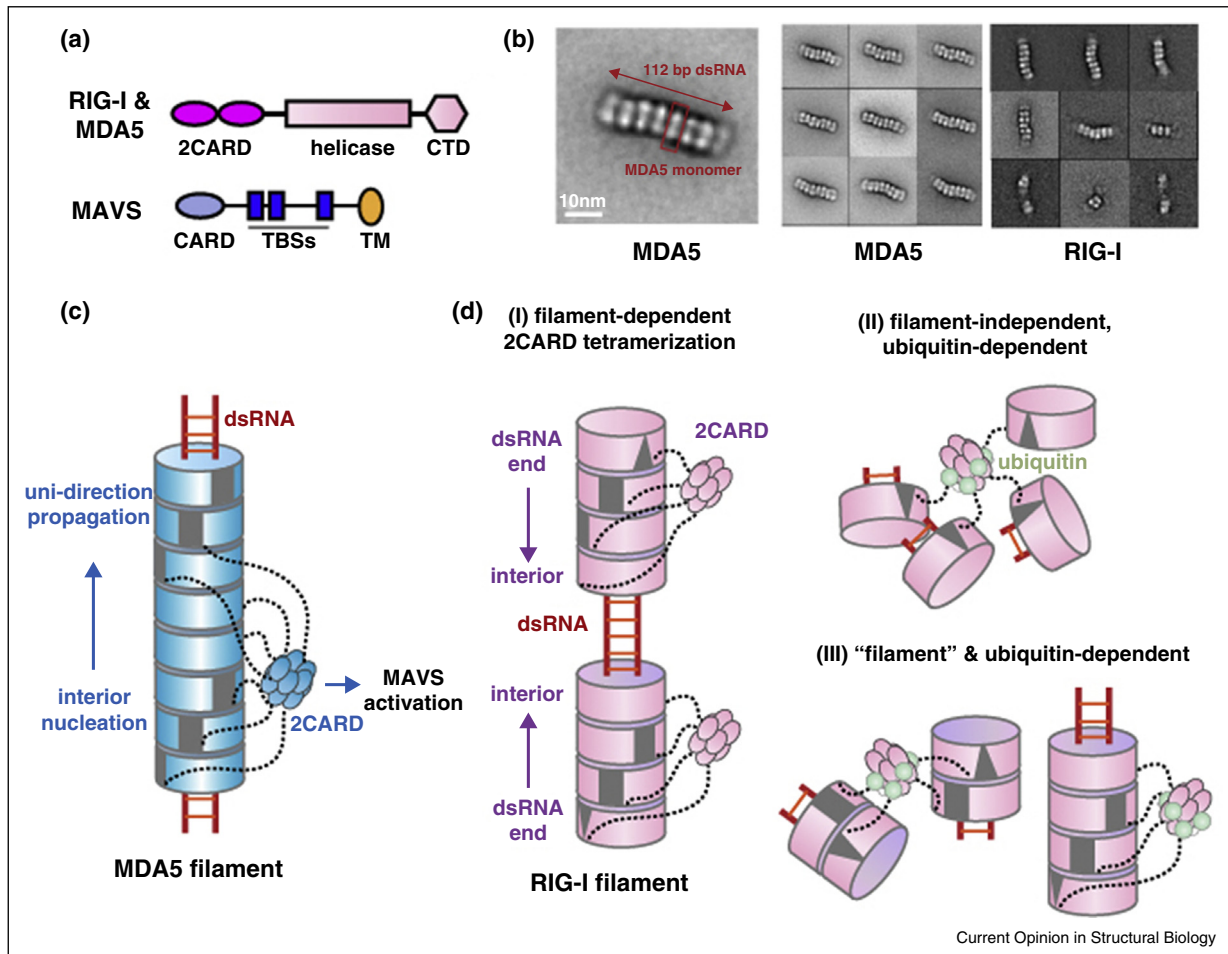 (a)
RIG-I &
MDA5
2CARD
helicase
CTD
MAVS
CARD
TBSs
TM
(b)
112 bp dsRNA
MDA5 monomer
10nm
MDA5
MDA5
RIG-I
(c)
dsRNA
uni-direction
propagation
interior
nucleation
2CARD
MAVS
activation
MDA5 filament
(d)
(I) filament-dependent
2CARD tetramerization
dsRNA
end
2CARD
interior
dsRNA
interior
dsRNA
end
RIG-I filament
(II) filament-independent,
ubiquitin-dependent
ubiquitin
(III) “filament” & ubiquitin-dependent
Current Opinion in Structural Biology